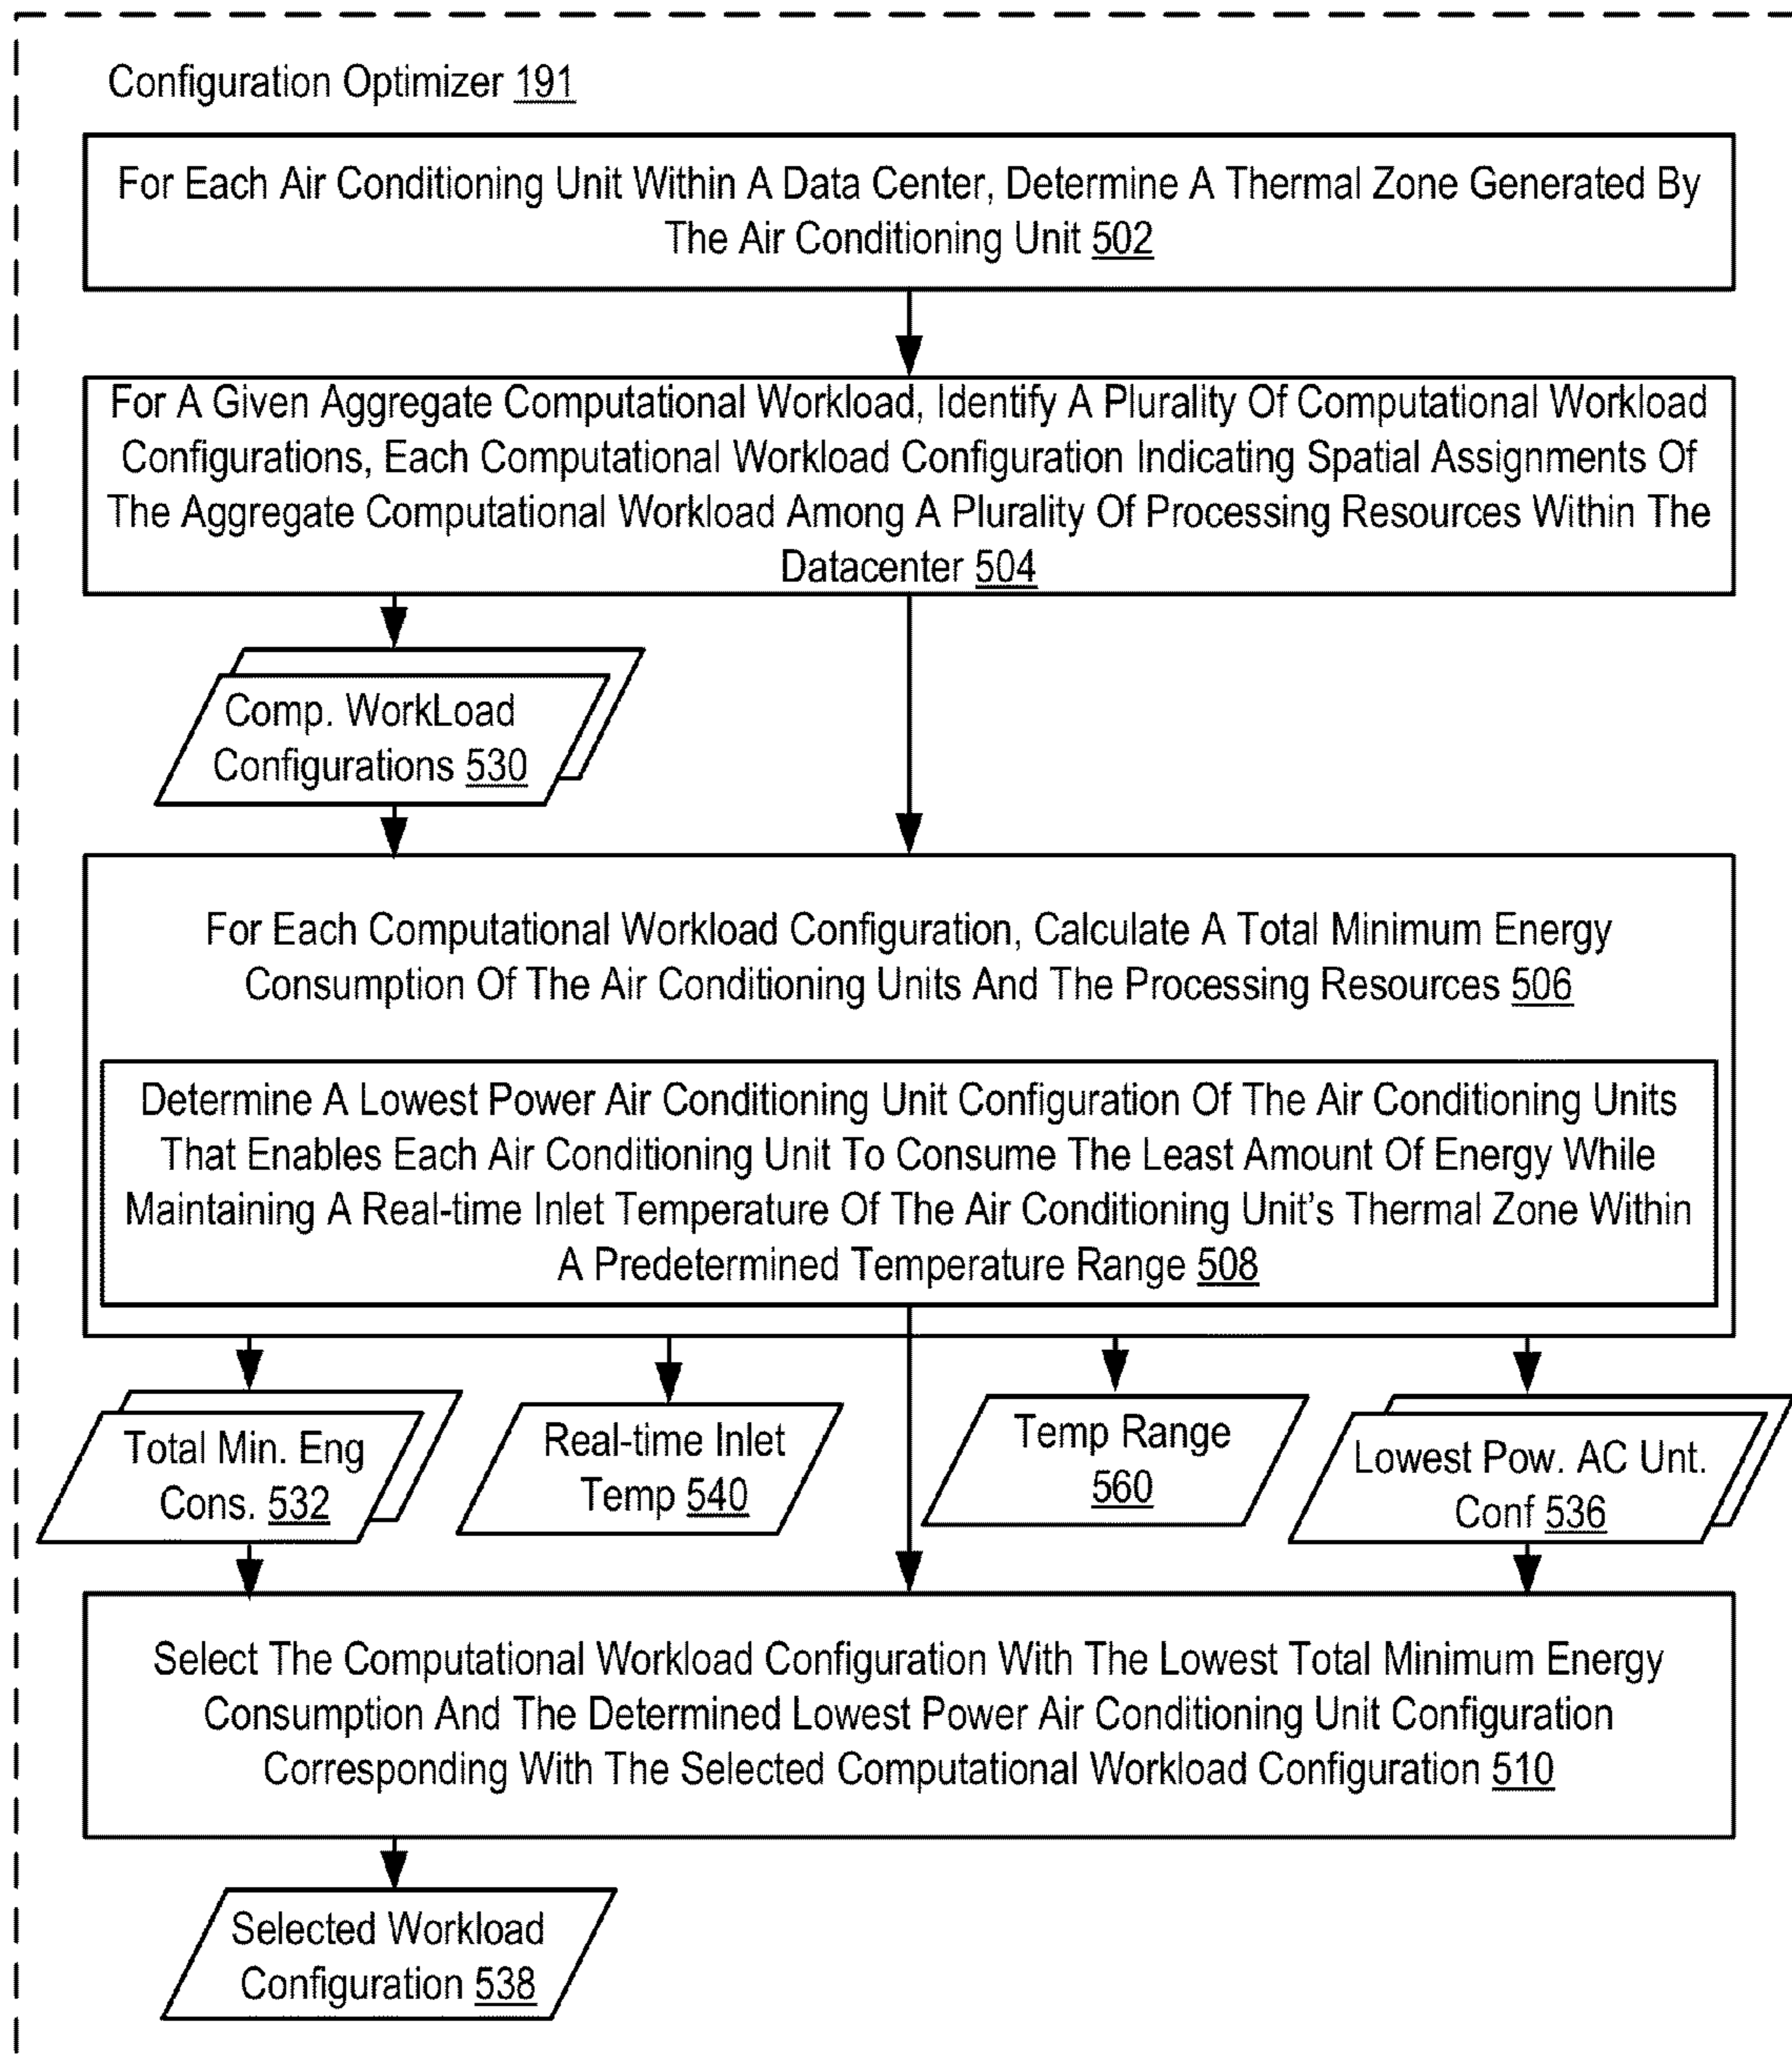 Configuration Optimizer 191
For Each Air Conditioning Unit Within A Data Center, Determine A Thermal Zone Generated By
The Air Conditioning Unit 502
For A Given Aggregate Computational Workload, Identify A Plurality Of Computational Workload
Configurations, Each Computational Workload Configuration Indicating Spatial Assignments Of
The Aggregate Computational Workload Among A Plurality Of Processing Resources Within The
Datacenter 504
Comp. WorkLoad
Configurations 530
For Each Computational Workload Configuration, Calculate A Total Minimum Energy
Consumption Of The Air Conditioning Units And The Processing Resources 506
Determine A Lowest Power Air Conditioning Unit Configuration Of The Air Conditioning Units
That Enables Each Air Conditioning Unit To Consume The Least Amount Of Energy While
Maintaining A Real-time Inlet Temperature Of The Air Conditioning Unit's Thermal Zone Within
A Predetermined Temperature Range 508
Total Min. Eng
Cons. 532
Real-time Inlet
Temp 540
Temp Range
560
Lowest Pow. AC Unt.
Conf 536
Select The Computational Workload Configuration With The Lowest Total Minimum Energy
Consumption And The Determined Lowest Power Air Conditioning Unit Configuration
Corresponding With The Selected Computational Workload Configuration 510
Selected Workload
Configuration 538